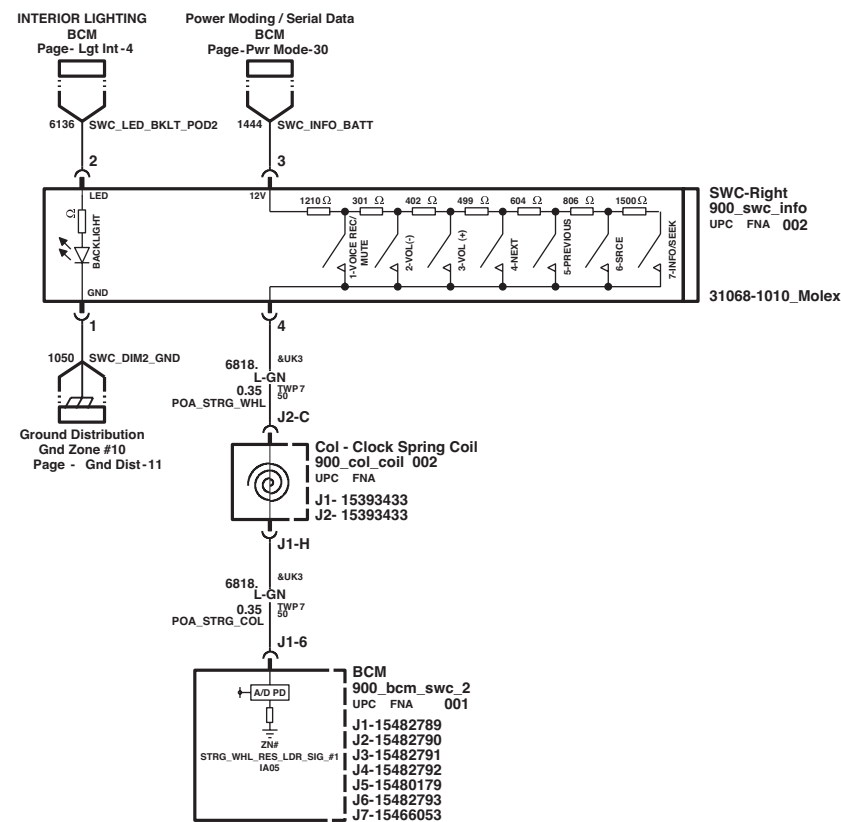 INTERIOR LIGHTING
BCM
Page- Lgt Int-4
Power Moding / Serial Data
BCM
Page-Pwr Mode-30
6136 SWC_LED_BKLT_POD2
1444 SWC_INFO_BATT
2
3
LED
12V
Ω
BACKLIGHT
GND
1210 Ω
301 Ω
402 Ω
499 Ω
604 Ω
806 Ω
1500 Ω
1-VOICE REC/
MUTE
2-VOL(-)
3-VOL (+)
4-NEXT
5-PREVIOUS
6-SRCE
7-INFO/SEEK
SWC-Right
900_swc_info
UPC FNA 002
31068-1010_Molex
1
4
1050 SWC_DIM2_GND
Ground Distribution
Gnd Zone #10
Page - Gnd Dist-11
6818. &UK3
L-GN
0.35 TWP7
50
POA_STRG_WHL
J2-C
Col - Clock Spring Coil
900_col_coil 002
UPC FNA
J1- 15393433
J2- 15393433
J1-H
6818. &UK3
L-GN
0.35 TWP7
50
POA_STRG_COL
J1-6
BCM
900_bcm_swc_2
UPC FNA 001
J1-15482789
J2-15482790
J3-15482791
J4-15482792
J5-15480179
J6-15482793
J7-15466053
A/D PD
ZN#
STRG_WHL_RES_LDR_SIG_#1
IA05